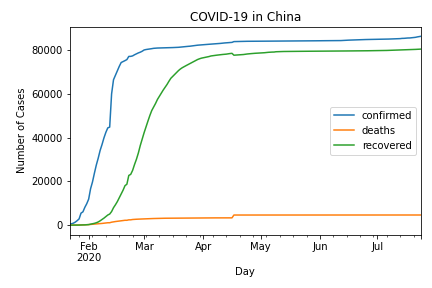 COVID-19 in China
Number of Cases
80000
60000
40000
20000
0
confirmed
deaths
recovered
Feb Mar Apr May Jun Jul
2020
Day